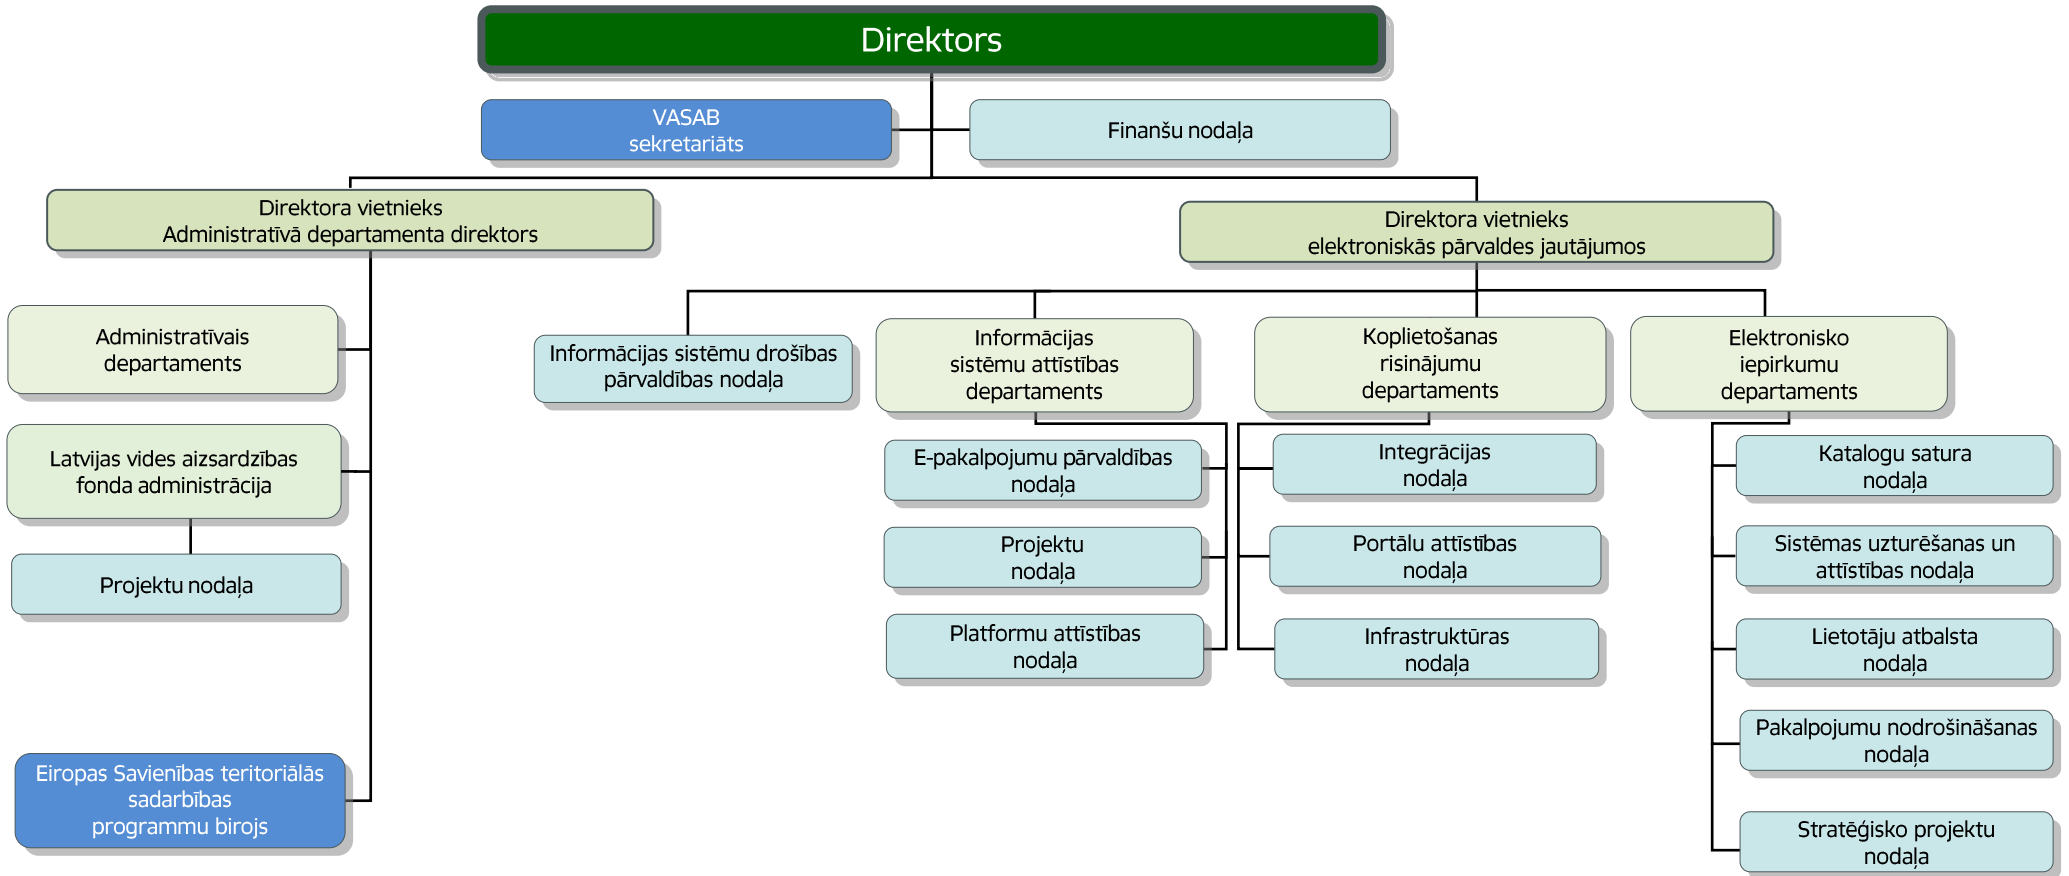 Direktors
VASAB
sekretariāts
Finanšu nodaļa
Direktora vietnieks
Administratīvā departamenta direktors
Direktora vietnieks
elektroniskās pārvaldes jautājumos
Administratīvais
departaments
Latvijas vides aizsardzības
fonda administrācija
Projektu nodaļa
Eiropas Savienības teritoriālās
sadarbības
programmu birojs
Informācijas sistēmu drošības
pārvaldības nodaļa
Informācijas
sistēmu attīstības
departaments
E-pakalpojumu pārvaldības
nodaļa
Projektu
nodaļa
Platformu attīstības
nodaļa
Koplietošanas
risinājumu
departaments
Integrācijas
nodaļa
Portālu attīstības
nodaļa
Infrastruktūras
nodaļa
Elektronisko
iepirkumu
departaments
Katalogu satura
nodaļa
Sistēmas uzturēšanas un
attīstības nodaļa
Lietotāju atbalsta
nodaļa
Pakalpojumu nodrošināšanas
nodaļa
Stratēģisko projektu
nodaļa